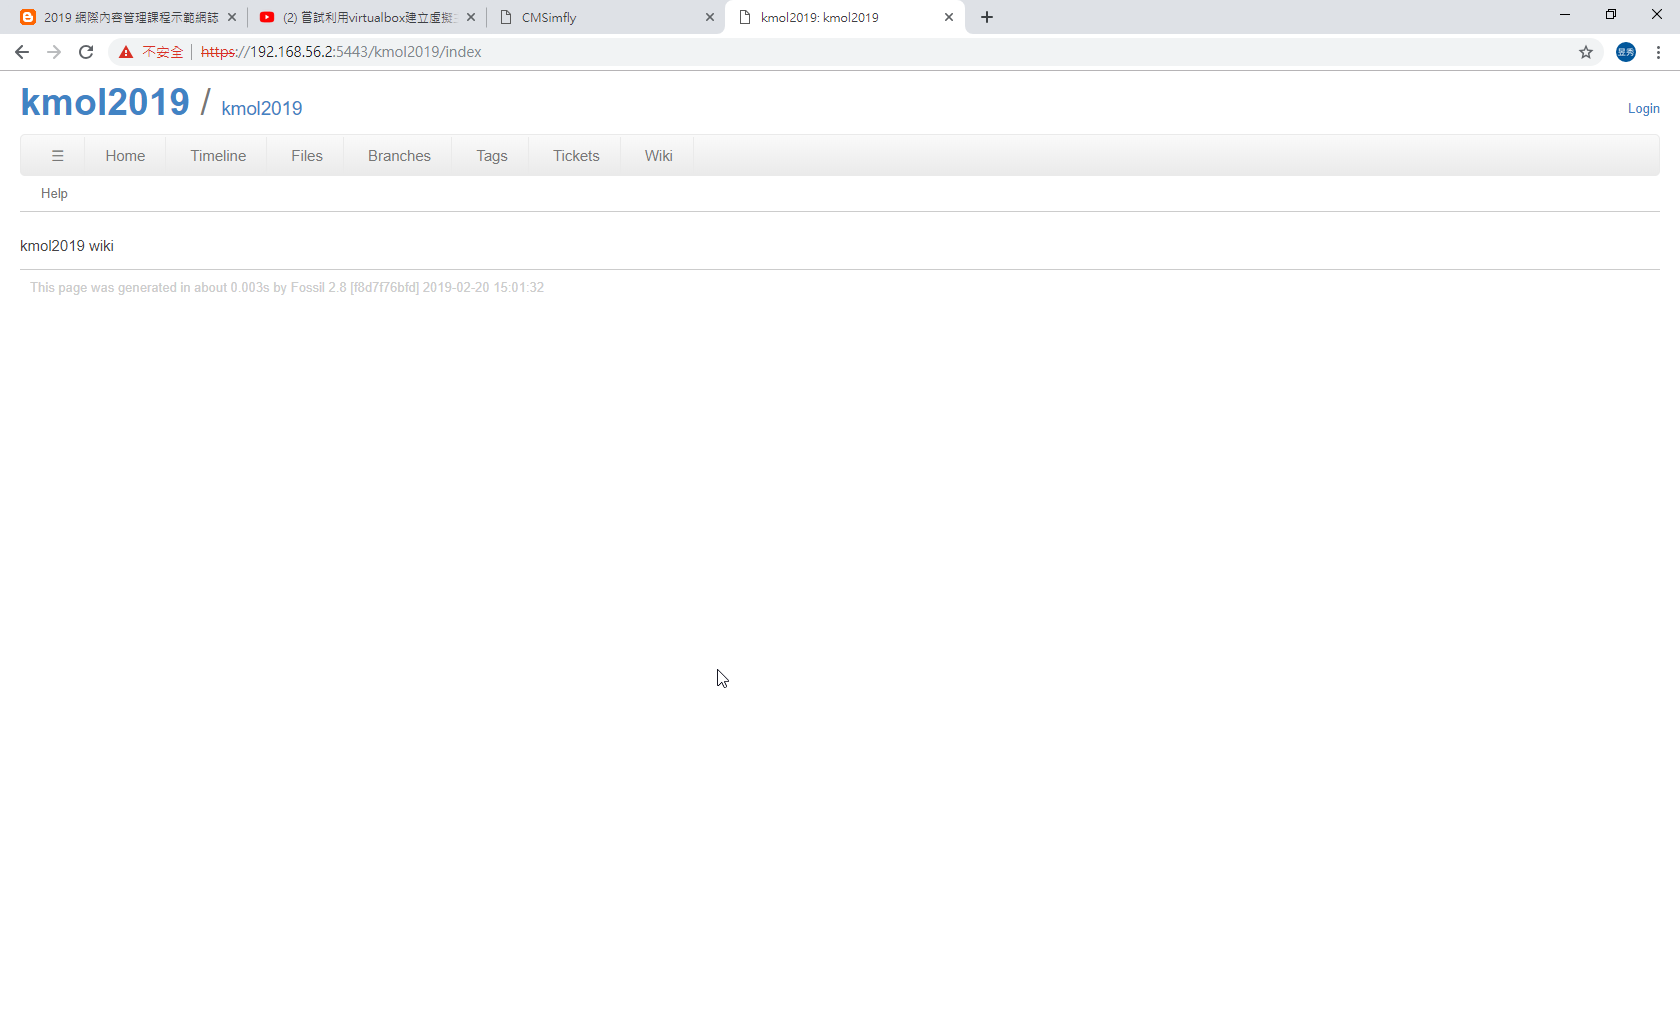 2019 網際內容管理課程示範網誌
(2) 嘗試利用virtualbox建立虛擬
CMSimfly
kmol2019: kmol2019
不安全 | https://192.168.56.2:5443/kmol2019/index
昱秀
kmol2019 / kmol2019
Login
☰ Home Timeline Files Branches Tags Tickets Wiki
Help
kmol2019 wiki
This page was generated in about 0.003s by Fossil 2.8 [f8d7f76bfd] 2019-02-20 15:01:32